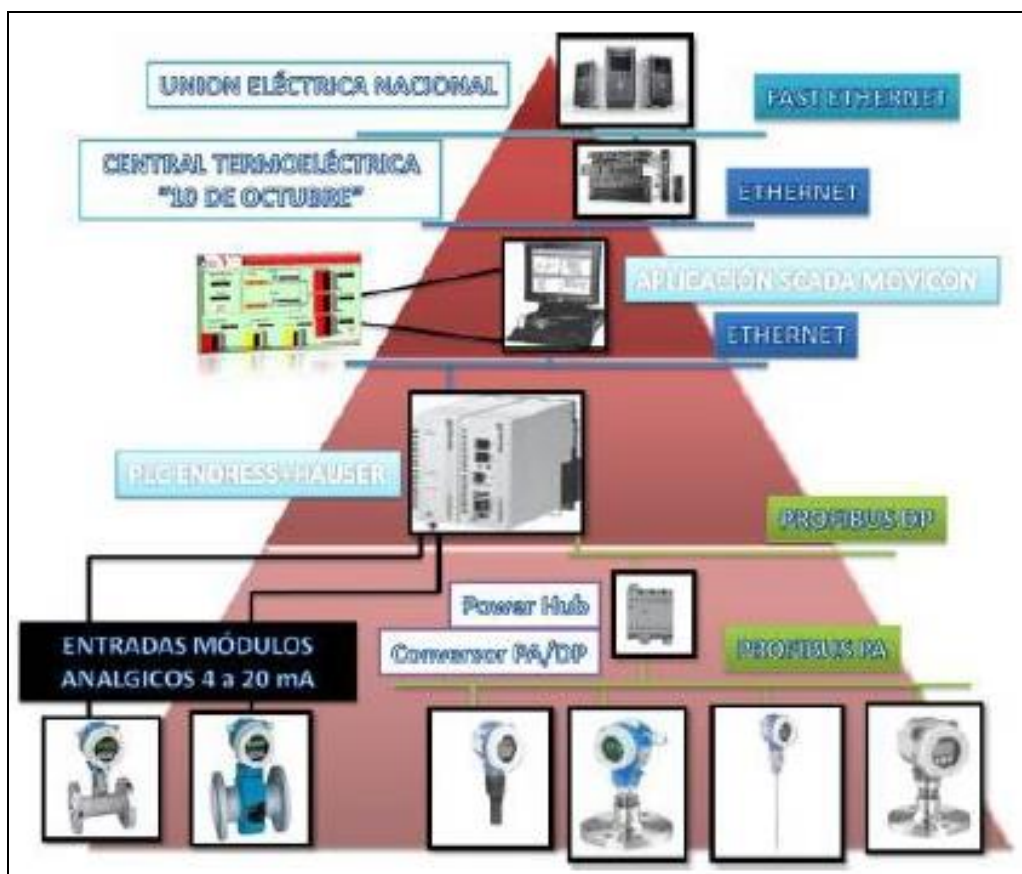 UNION ELÉCTRICA NACIONAL
FAST ETHERNET
CENTRAL TERMOELÉCTRICA
"10 DE OCTUBRE"
ETHERNET
APLICACIÓN SCADA MOVICON
ETHERNET
PLC ENDRESS+HAUSER
PROFIBUS DP
Power Hub
Conversor PA/DP
PROFIBUS PA
ENTRADAS MÓDULOS
ANALGICOS 4 a 20 mA